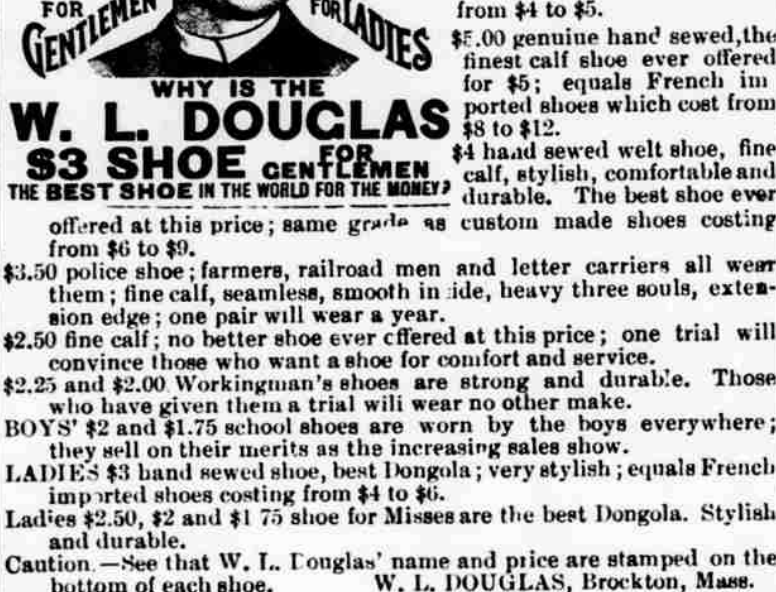 FOR GENTLEMEN
FOR LADIES
WHY IS THE
W. L. DOUGLAS
$3 SHOE FOR GENTLEMEN
THE BEST SHOE IN THE WORLD FOR THE MONEY?
from $4 to $5.
$5.00 genuine hand sewed, the
finest calf shoe ever offered
for $5; equals French im
ported shoes which cost from
$8 to $12.
$4 hand sewed welt shoe, fine
calf, stylish, comfortable and
durable. The best shoe ever
offered at this price; same grade as custom made shoes costing
from $6 to $9.
$3.50 police shoe; farmers, railroad men and letter carriers all wear
them; fine calf, seamless, smooth inside, heavy three souls, exten-
sion edge; one pair will wear a year.
$2.50 fine calf; no better shoe ever offered at this price; one trial will
convince those who want a shoe for comfort and service.
$2.25 and $2.00 Workingman's shoes are strong and durable. Those
who have given them a trial will wear no other make.
BOYS' $2 and $1.75 school shoes are worn by the boys everywhere;
they sell on their merits as the increasing sales show.
LADIES $3 hand sewed shoe, best Dongola; very stylish; equals French
imported shoes costing from $4 to $6.
Ladies $2.50, $2 and $1 75 shoe for Misses are the best Dongola. Stylish
and durable.
Caution.—See that W. L. Douglas' name and price are stamped on the
bottom of each shoe. W. L. DOUGLAS, Brockton, Mass.